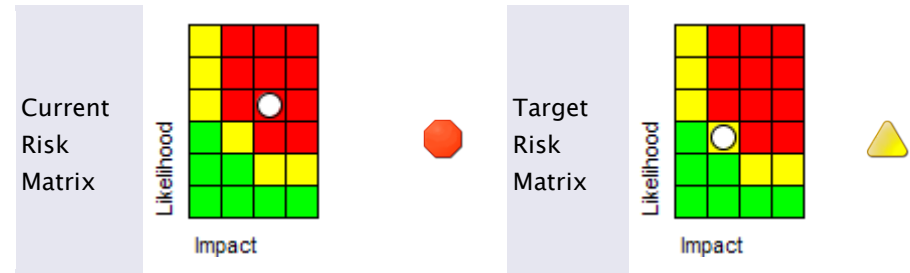 Current
Risk
Matrix
Likelihood
Impact
Target
Risk
Matrix
Likelihood
Impact